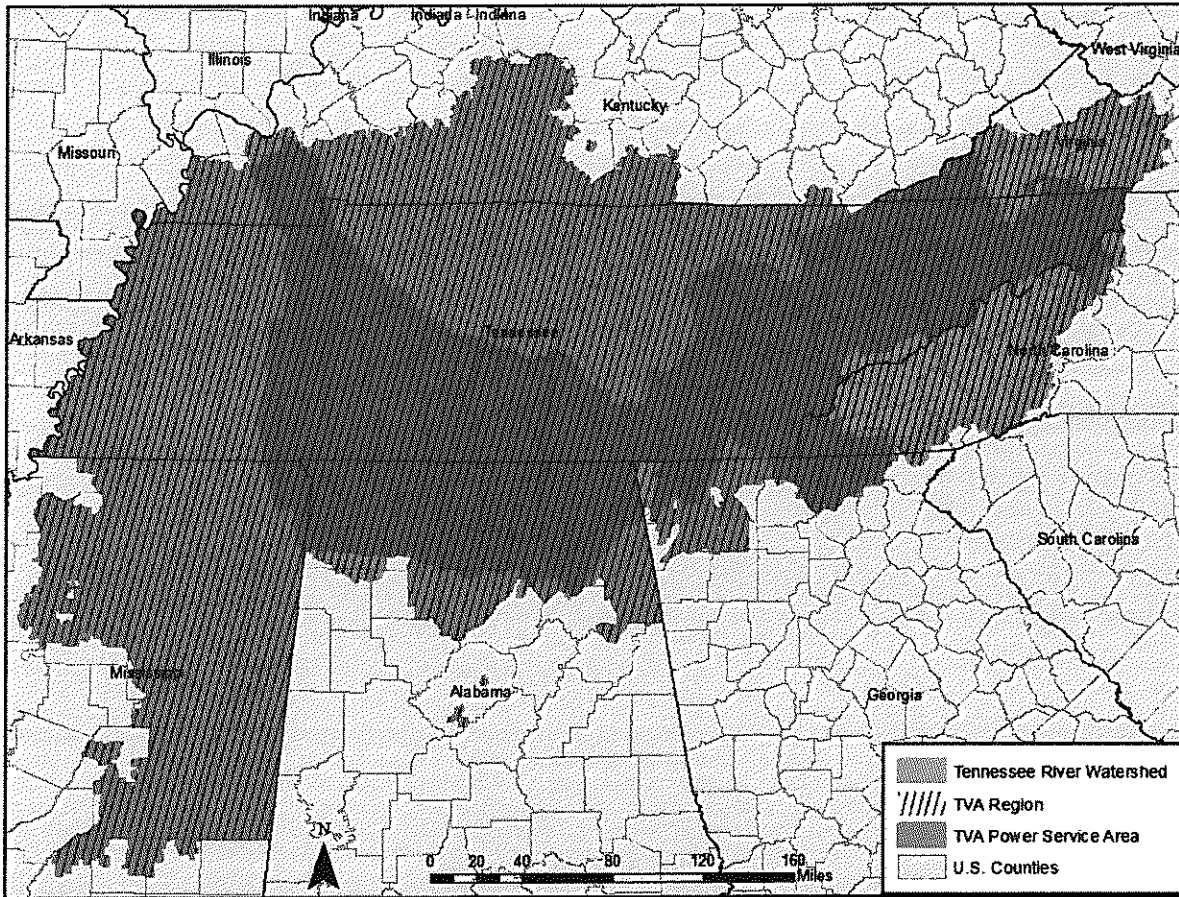 Indiana
Indiana
Indiana
West Virginia
Illinois
Kentucky
Missouri
Virginia
Tennessee
Arkansas
North Carolina
South Carolina
Mississippi
Alabama
Georgia
N
0 20 40 80 120 160
Miles
Tennessee River Watershed
TVA Region
TVA Power Service Area
U.S. Counties